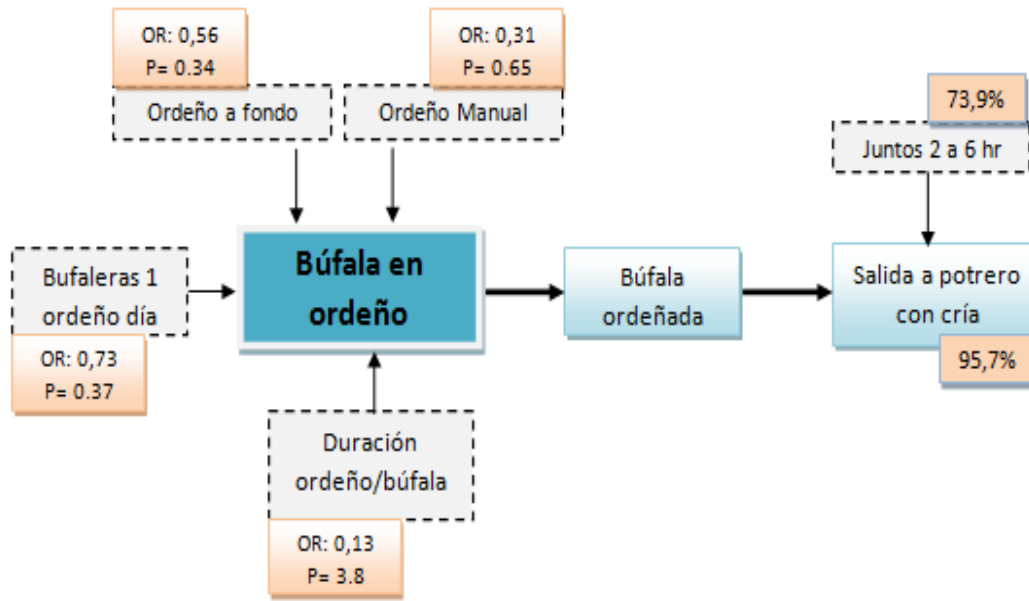 OR: 0,56
P= 0.34
Ordeño a fondo
OR: 0,31
P= 0.65
Ordeño Manual
73,9%
Juntos 2 a 6 hr
Bufaleras 1
ordeño día
OR: 0,73
P= 0.37
Búfala en
ordeño
Búfala
ordeñada
Salida a potrero
con cría
95,7%
Duración
ordeño/búfala
OR: 0,13
P= 3.8